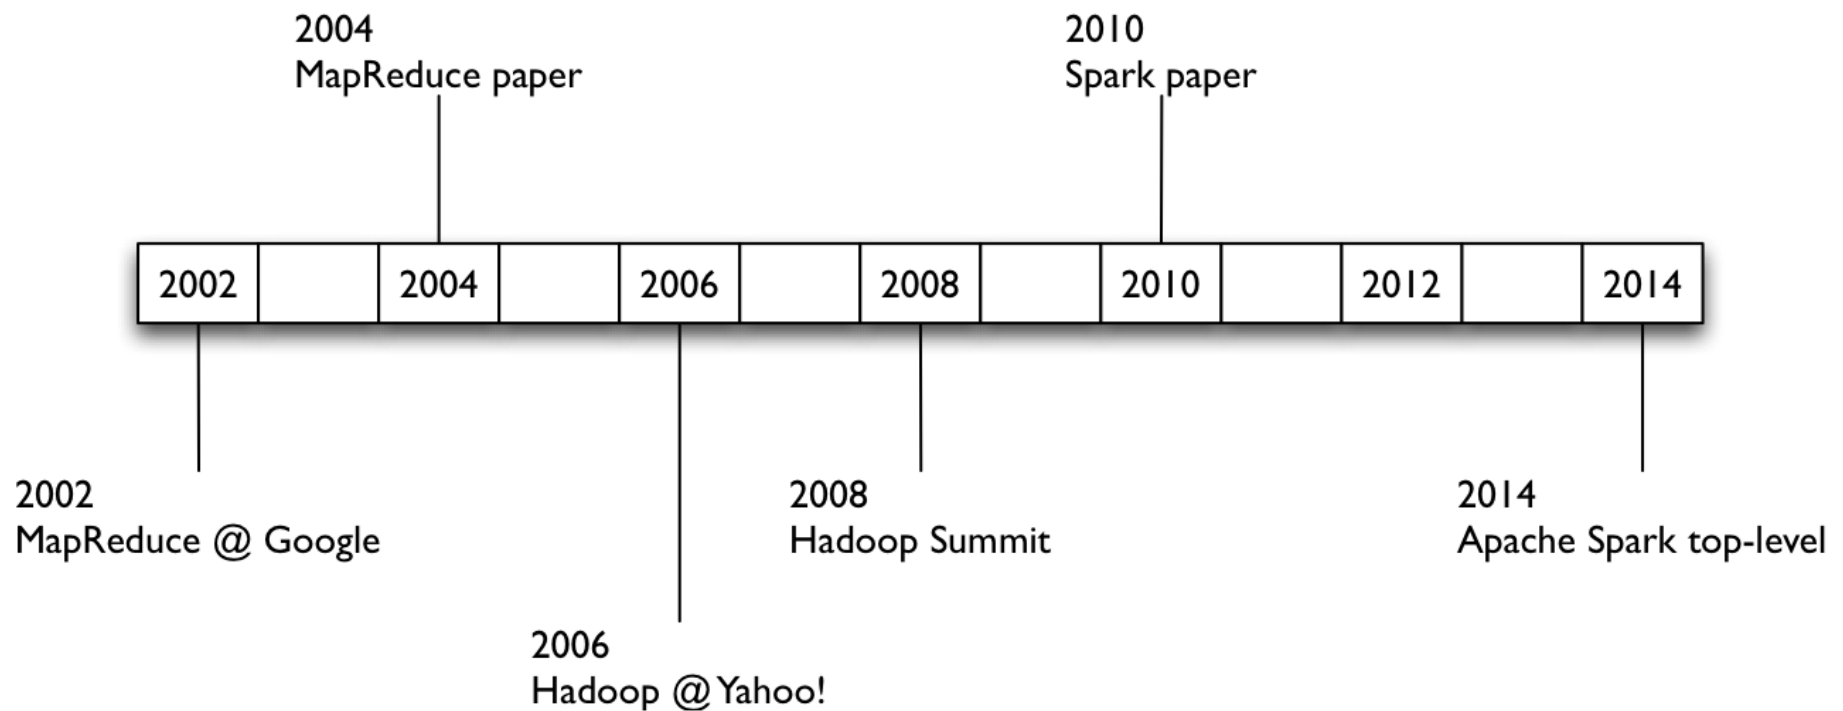 2004
MapReduce paper
2010
Spark paper
2002
2004
2006
2008
2010
2012
2014
2002
MapReduce @ Google
2006
Hadoop @ Yahoo!
2008
Hadoop Summit
2014
Apache Spark top-level